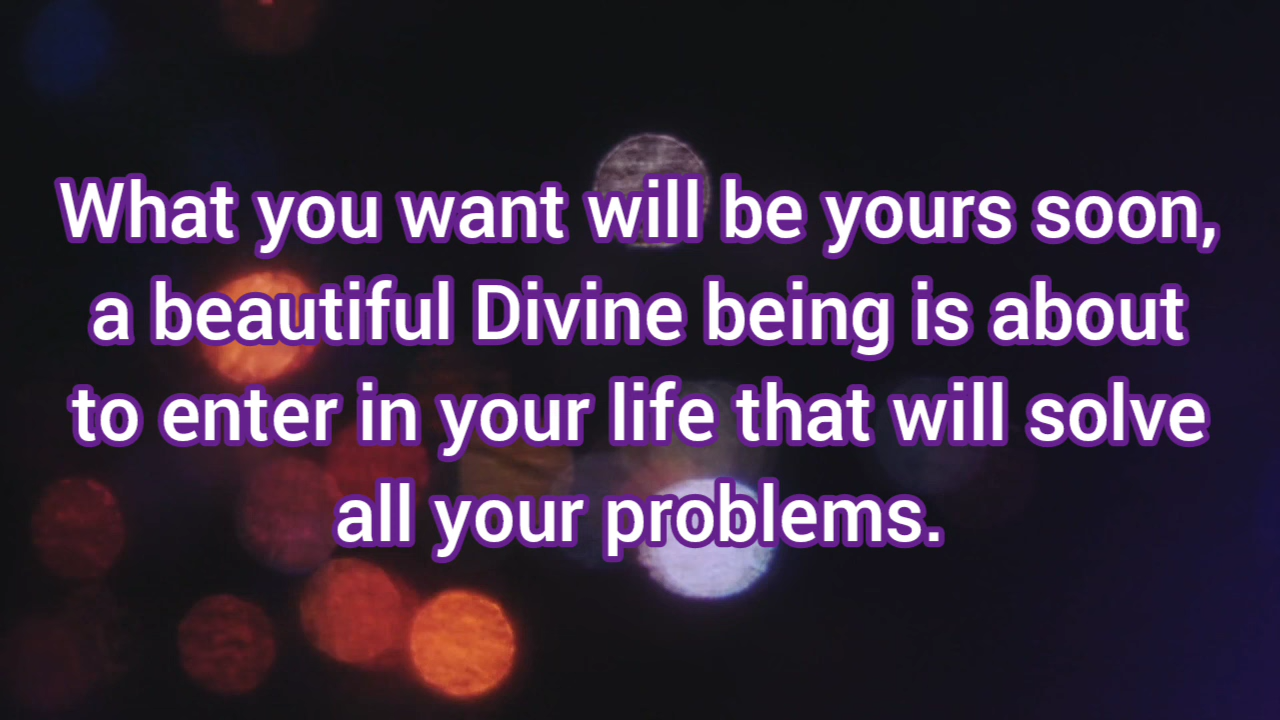 What you want will be yours soon,
a beautiful Divine being is about
to enter in your life that will solve
all your problems.